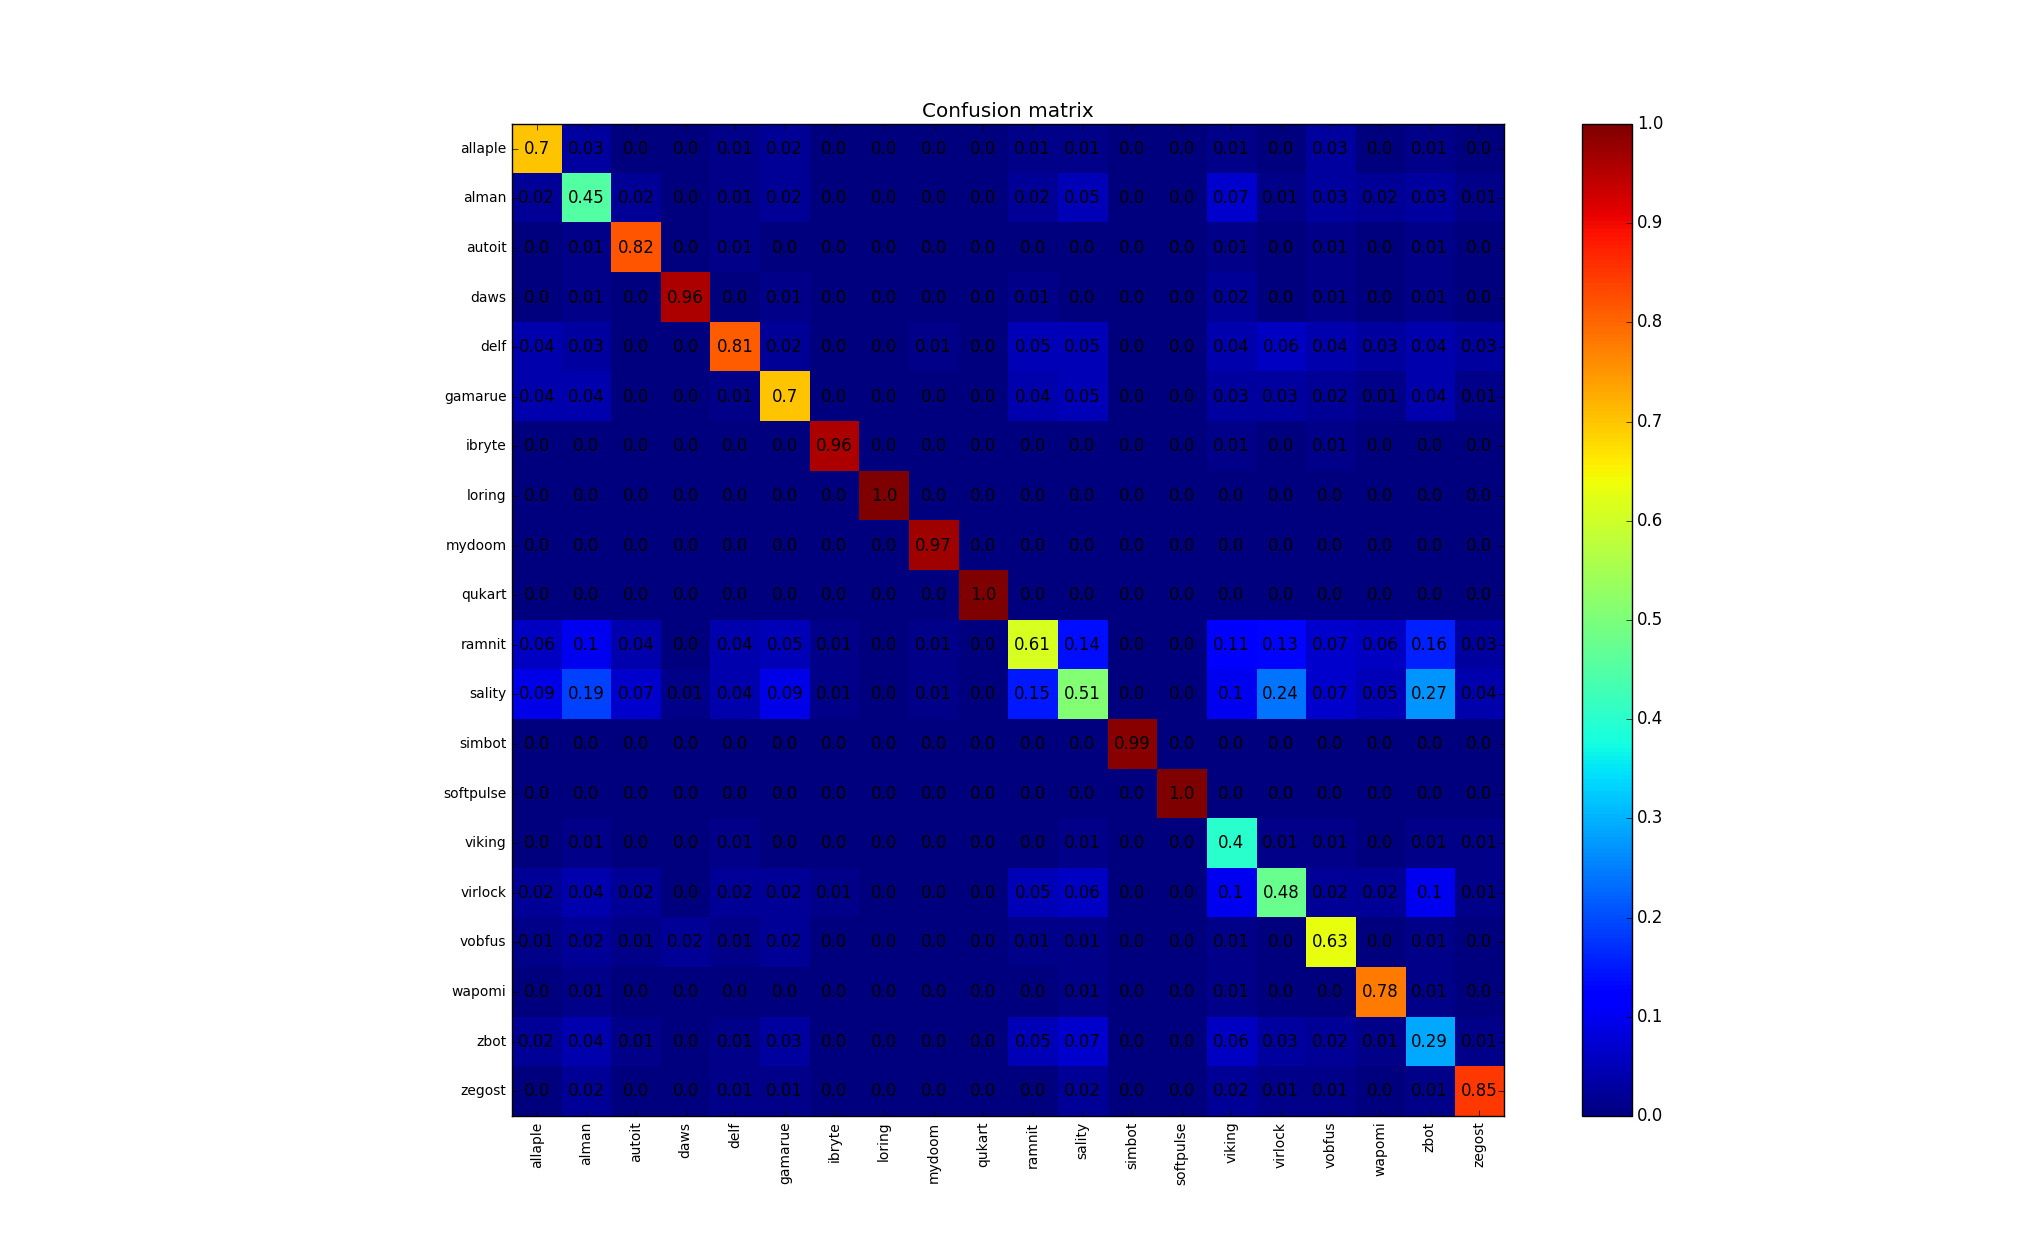 Confusion matrix
allaple 0.7 0.03 0.0 0.0 0.01 0.02 0.0 0.0 0.0 0.0 0.01 0.01 0.0 0.0 0.01 0.0 0.03 0.0 0.01 0.0
alman 0.02 0.45 0.02 0.0 0.01 0.02 0.0 0.0 0.0 0.0 0.02 0.05 0.0 0.0 0.07 0.01 0.03 0.02 0.03 0.01
autoit 0.0 0.01 0.82 0.0 0.01 0.0 0.0 0.0 0.0 0.0 0.0 0.0 0.0 0.0 0.01 0.0 0.01 0.0 0.01 0.0
daws 0.0 0.01 0.0 0.96 0.0 0.01 0.0 0.0 0.0 0.0 0.01 0.0 0.0 0.0 0.02 0.0 0.01 0.0 0.01 0.0
delf 0.04 0.03 0.0 0.0 0.81 0.02 0.0 0.0 0.01 0.0 0.05 0.05 0.0 0.0 0.04 0.06 0.04 0.03 0.04 0.03
gamarue 0.04 0.04 0.0 0.0 0.01 0.7 0.0 0.0 0.0 0.0 0.04 0.05 0.0 0.0 0.03 0.03 0.02 0.01 0.04 0.01
ibryte 0.0 0.0 0.0 0.0 0.0 0.0 0.96 0.0 0.0 0.0 0.0 0.0 0.0 0.0 0.01 0.0 0.01 0.0 0.0 0.0
loring 0.0 0.0 0.0 0.0 0.0 0.0 0.0 1.0 0.0 0.0 0.0 0.0 0.0 0.0 0.0 0.0 0.0 0.0 0.0 0.0
mydoom 0.0 0.0 0.0 0.0 0.0 0.0 0.0 0.0 0.97 0.0 0.0 0.0 0.0 0.0 0.0 0.0 0.0 0.0 0.0 0.0
qukart 0.0 0.0 0.0 0.0 0.0 0.0 0.0 0.0 0.0 1.0 0.0 0.0 0.0 0.0 0.0 0.0 0.0 0.0 0.0 0.0
ramnit 0.06 0.1 0.04 0.0 0.04 0.05 0.01 0.0 0.01 0.0 0.61 0.14 0.0 0.0 0.11 0.13 0.07 0.06 0.16 0.03
sality 0.09 0.19 0.07 0.01 0.04 0.09 0.01 0.0 0.01 0.0 0.15 0.51 0.0 0.0 0.1 0.24 0.07 0.05 0.27 0.04
simbot 0.0 0.0 0.0 0.0 0.0 0.0 0.0 0.0 0.0 0.0 0.0 0.0 0.99 0.0 0.0 0.0 0.0 0.0 0.0 0.0
softpulse 0.0 0.0 0.0 0.0 0.0 0.0 0.0 0.0 0.0 0.0 0.0 0.0 0.0 1.0 0.0 0.0 0.0 0.0 0.0 0.0
viking 0.0 0.01 0.0 0.0 0.01 0.0 0.0 0.0 0.0 0.0 0.0 0.01 0.0 0.0 0.4 0.01 0.01 0.0 0.01 0.01
virlock 0.02 0.04 0.02 0.0 0.02 0.02 0.01 0.0 0.0 0.0 0.05 0.06 0.0 0.0 0.1 0.48 0.02 0.02 0.1 0.01
vobfus 0.01 0.02 0.01 0.02 0.01 0.02 0.0 0.0 0.0 0.0 0.01 0.01 0.0 0.0 0.01 0.0 0.63 0.0 0.01 0.0
wapomi 0.0 0.01 0.0 0.0 0.0 0.0 0.0 0.0 0.0 0.0 0.0 0.01 0.0 0.0 0.01 0.0 0.0 0.78 0.01 0.0
zbot 0.02 0.04 0.01 0.0 0.01 0.03 0.0 0.0 0.0 0.0 0.05 0.07 0.0 0.0 0.06 0.03 0.02 0.01 0.29 0.01
zegost 0.0 0.02 0.0 0.0 0.01 0.01 0.0 0.0 0.0 0.0 0.0 0.02 0.0 0.0 0.02 0.01 0.01 0.0 0.01 0.85
allaple alman autoit daws delf gamarue ibryte loring mydoom qukart ramnit sality simbot softpulse viking virlock vobfus wapomi zbot zegost
1.0
0.9
0.8
0.7
0.6
0.5
0.4
0.3
0.2
0.1
0.0